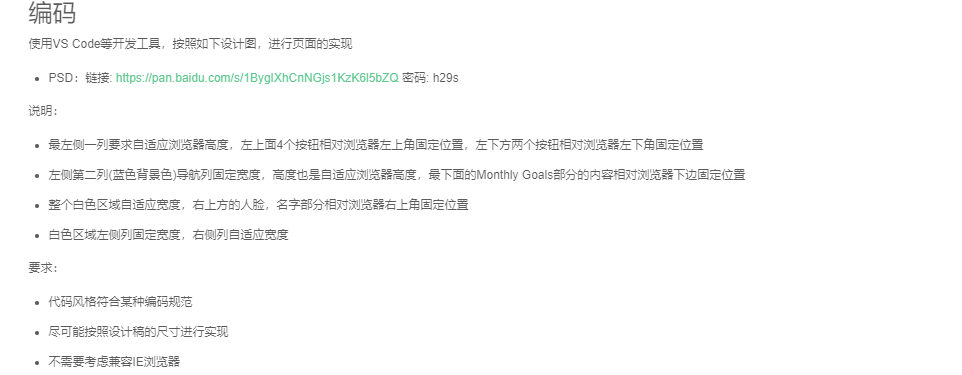 编码
使用VS Code等开发工具，按照如下设计图，进行页面的实现
PSD：链接: https://pan.baidu.com/s/1BygIXhCnNGjs1KzK6I5bZQ 密码: h29s
说明：
最左侧一列要求自适应浏览器高度，左上面4个按钮相对浏览器左上角固定位置，左下方两个按钮相对浏览器左下角固定位置
左侧第二列(蓝色背景色)导航列固定宽度，高度也是自适应浏览器高度，最下面的Monthly Goals部分的内容相对浏览器下边固定位置
整个白色区域自适应宽度，右上方的人脸，名字部分相对浏览器右上角固定位置
白色区域左侧列固定宽度，右侧列自适应宽度
要求：
代码风格符合某种编码规范
尽可能按照设计稿的尺寸进行实现
不需要考虑兼容IE浏览器